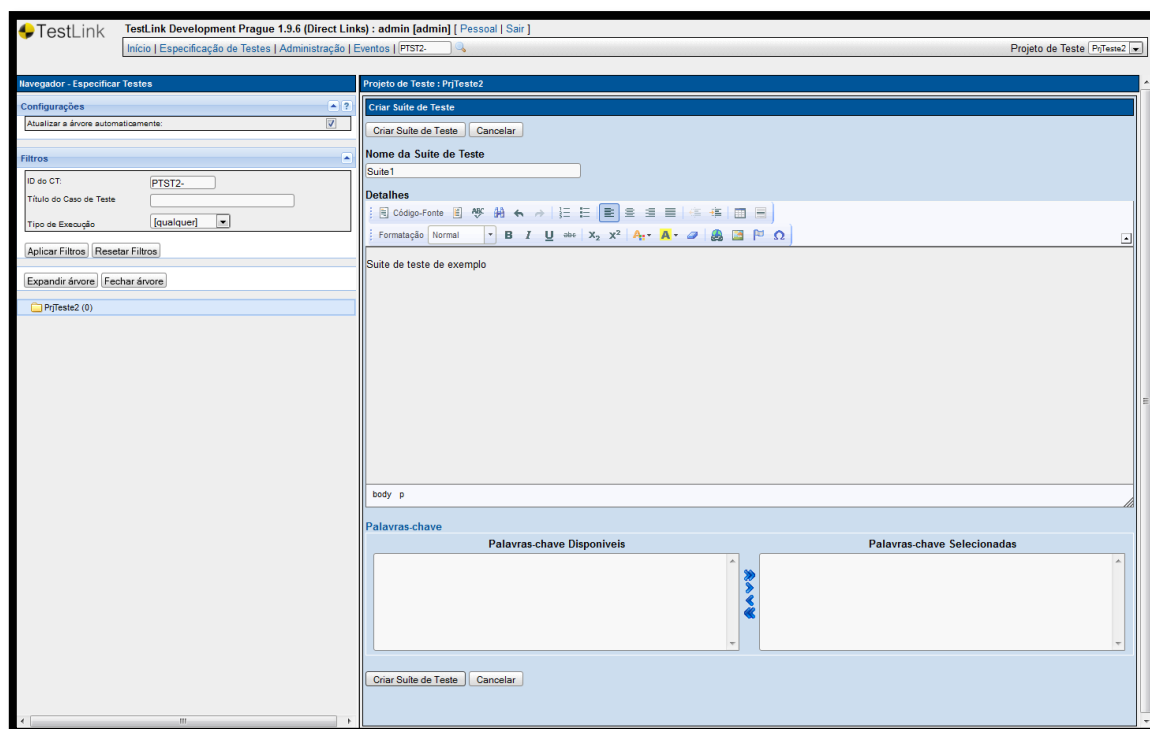 TestLink
TestLink Development Prague 1.9.6 (Direct Links) : admin [admin] [ Pessoal | Sair ]
Início | Especificação de Testes | Administração | Eventos | PTST2-
Projeto de Teste PrjTeste2
Navegador - Especificar Testes
Configurações
?
Atualizar a árvore automaticamente:
Filtros
ID do CT:
PTST2-
Título do Caso de Teste
Tipo de Execução
[qualquer]
Aplicar Filtros Resetar Filtros
Expandir árvore Fechar árvore
PrjTeste2 (0)
Projeto de Teste : PrjTeste2
Criar Suíte de Teste
Criar Suíte de Teste Cancelar
Nome da Suite de Teste
Suite1
Detalhes
Código-Fonte ABC
Formatação Normal B I U abc X₂ X² A A Ω
Suite de teste de exemplo
body p
Palavras-chave
Palavras-chave Disponíveis
Palavras-chave Selecionadas
Criar Suíte de Teste Cancelar